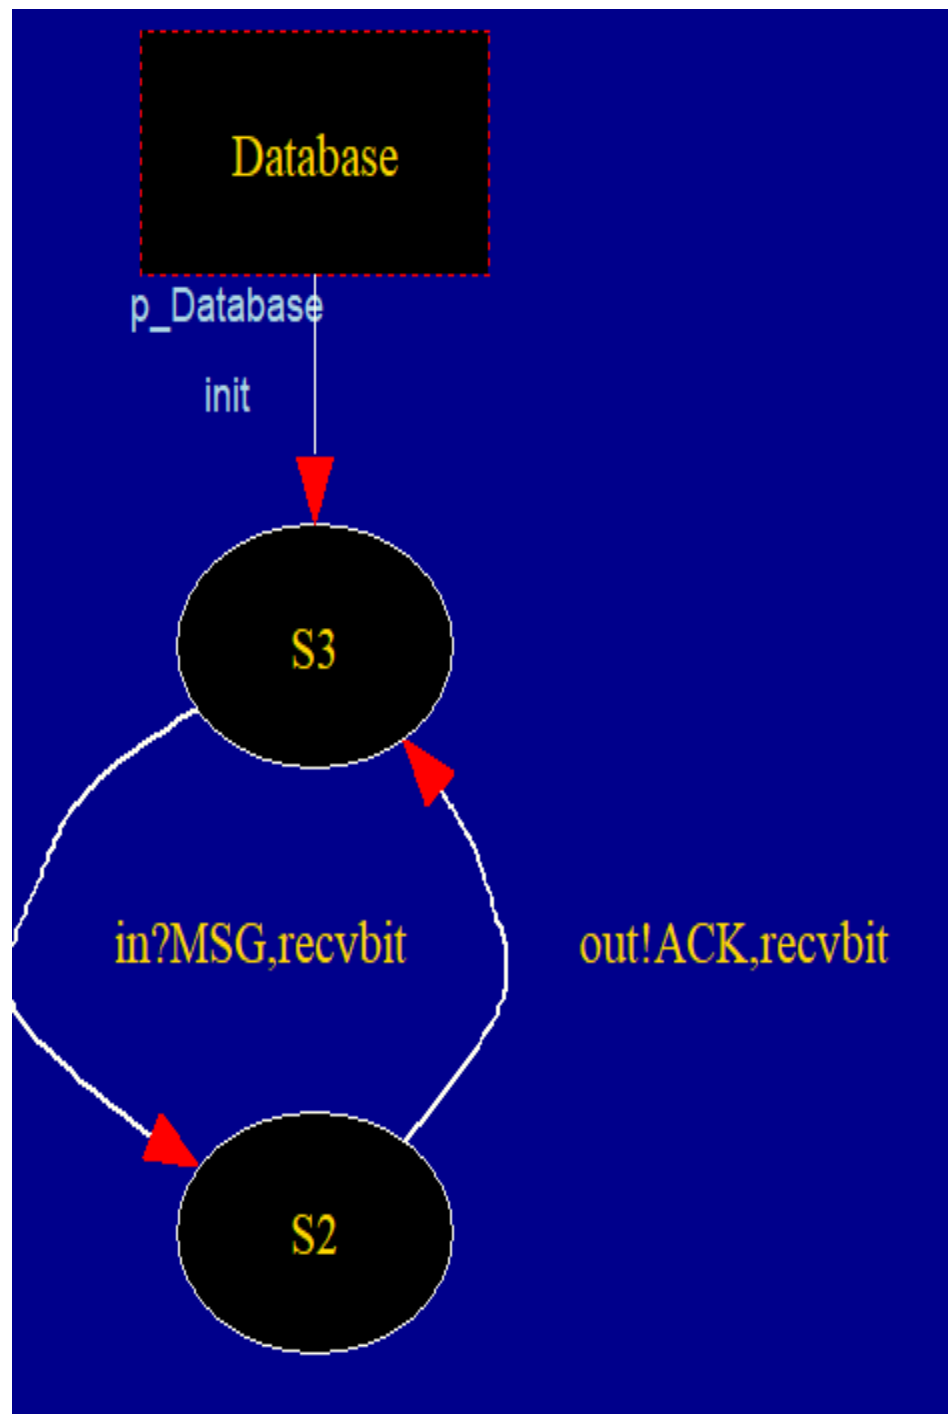 Database
p_Database
init
S3
in?MSG,recvbit
out!ACK,recvbit
S2